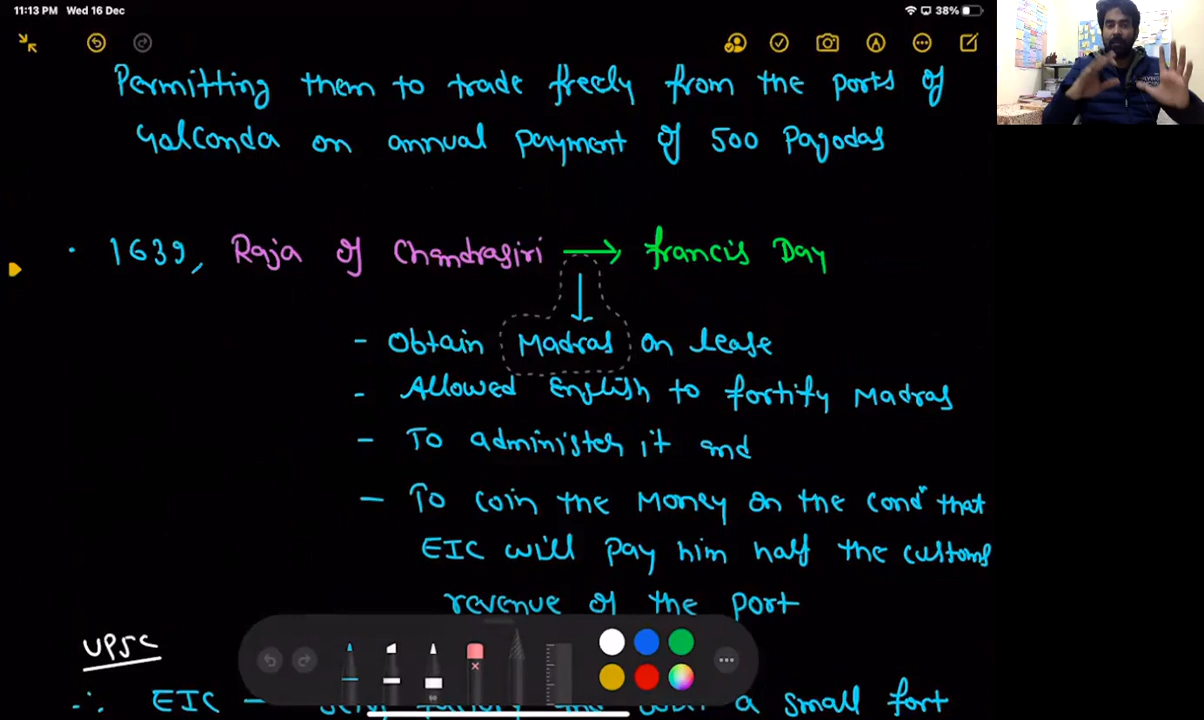 11:13 PM Wed 16 Dec
38%
Permitting them to trade freely from the ports of
Golconda on annual payment of 500 Pagodas
· 1639, Raja of Chandragiri → Francis Day
- Obtain Madras on lease
- Allowed English to fortify Madras
- To administer it and
- To coin the Money on the condn that
EIC will pay him half the customs
revenue of the port
UPSC
∴ EIC - a small fort